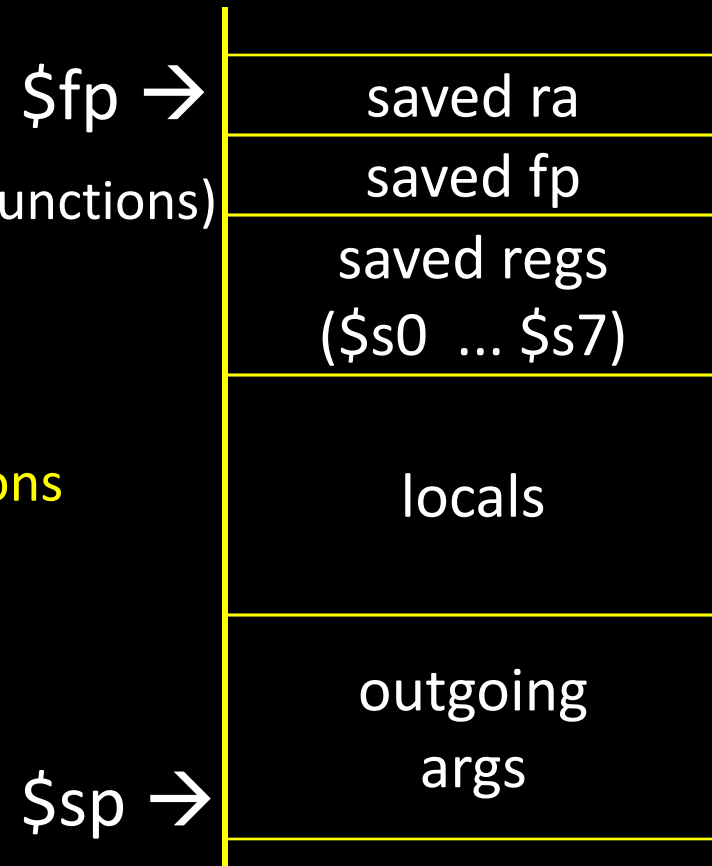 $fp → saved ra
saved fp
unctions)
saved regs
($s0 ... $s7)
ons
locals
outgoing
args
$sp →